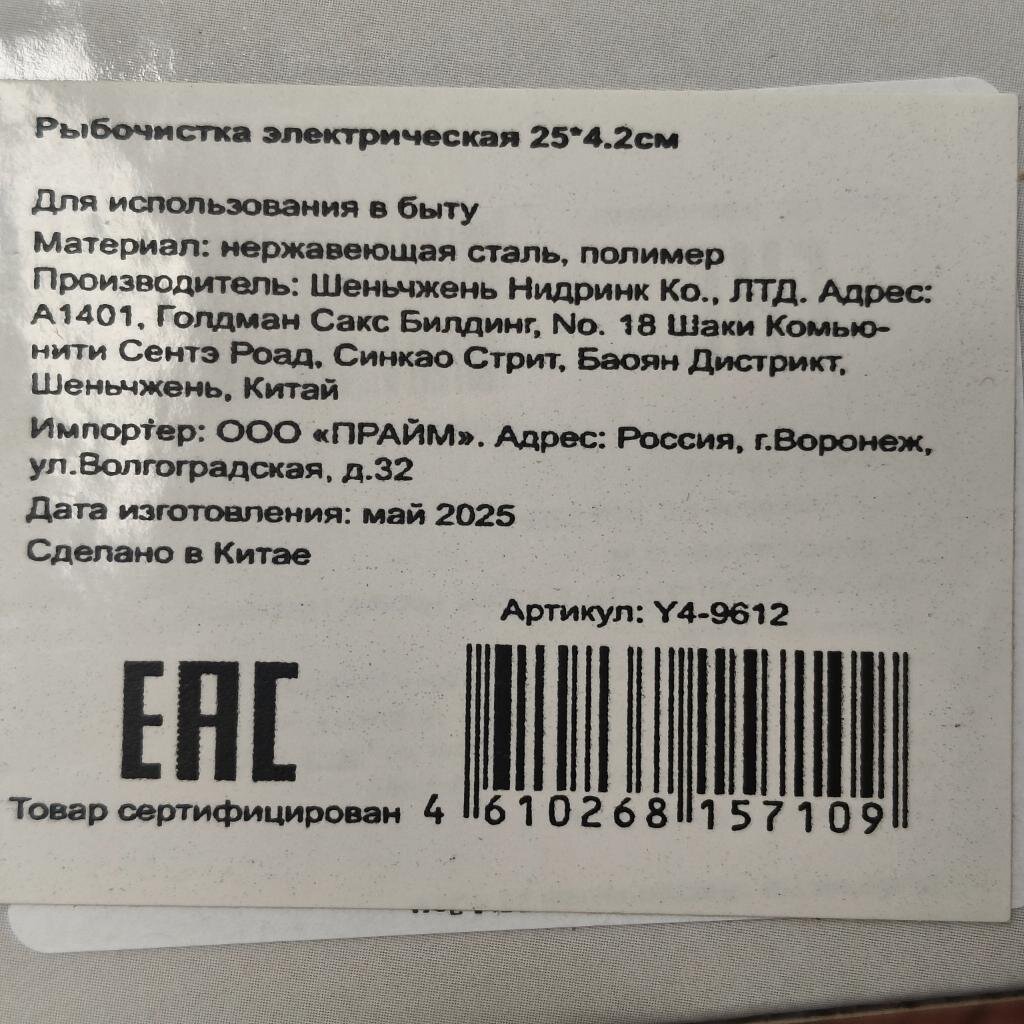 Рыбочистка электрическая 25*4.2см
Для использования в быту
Материал: нержавеющая сталь, полимер
Производитель: Шеньчжень Нидринк Ко., ЛТД. Адрес:
А1401, Голдман Сакс Билдинг, No. 18 Шаки Комью-
нити Сентэ Роад, Синкао Стрит, Баоян Дистрикт,
Шеньчжень, Китай
Импортер: ООО «ПРАЙМ». Адрес: Россия, г.Воронеж,
ул.Волгоградская, д.32
Дата изготовления: май 2025
Сделано в Китае
Артикул: Y4-9612
EAC
Товар сертифицирован
4 610268 157109